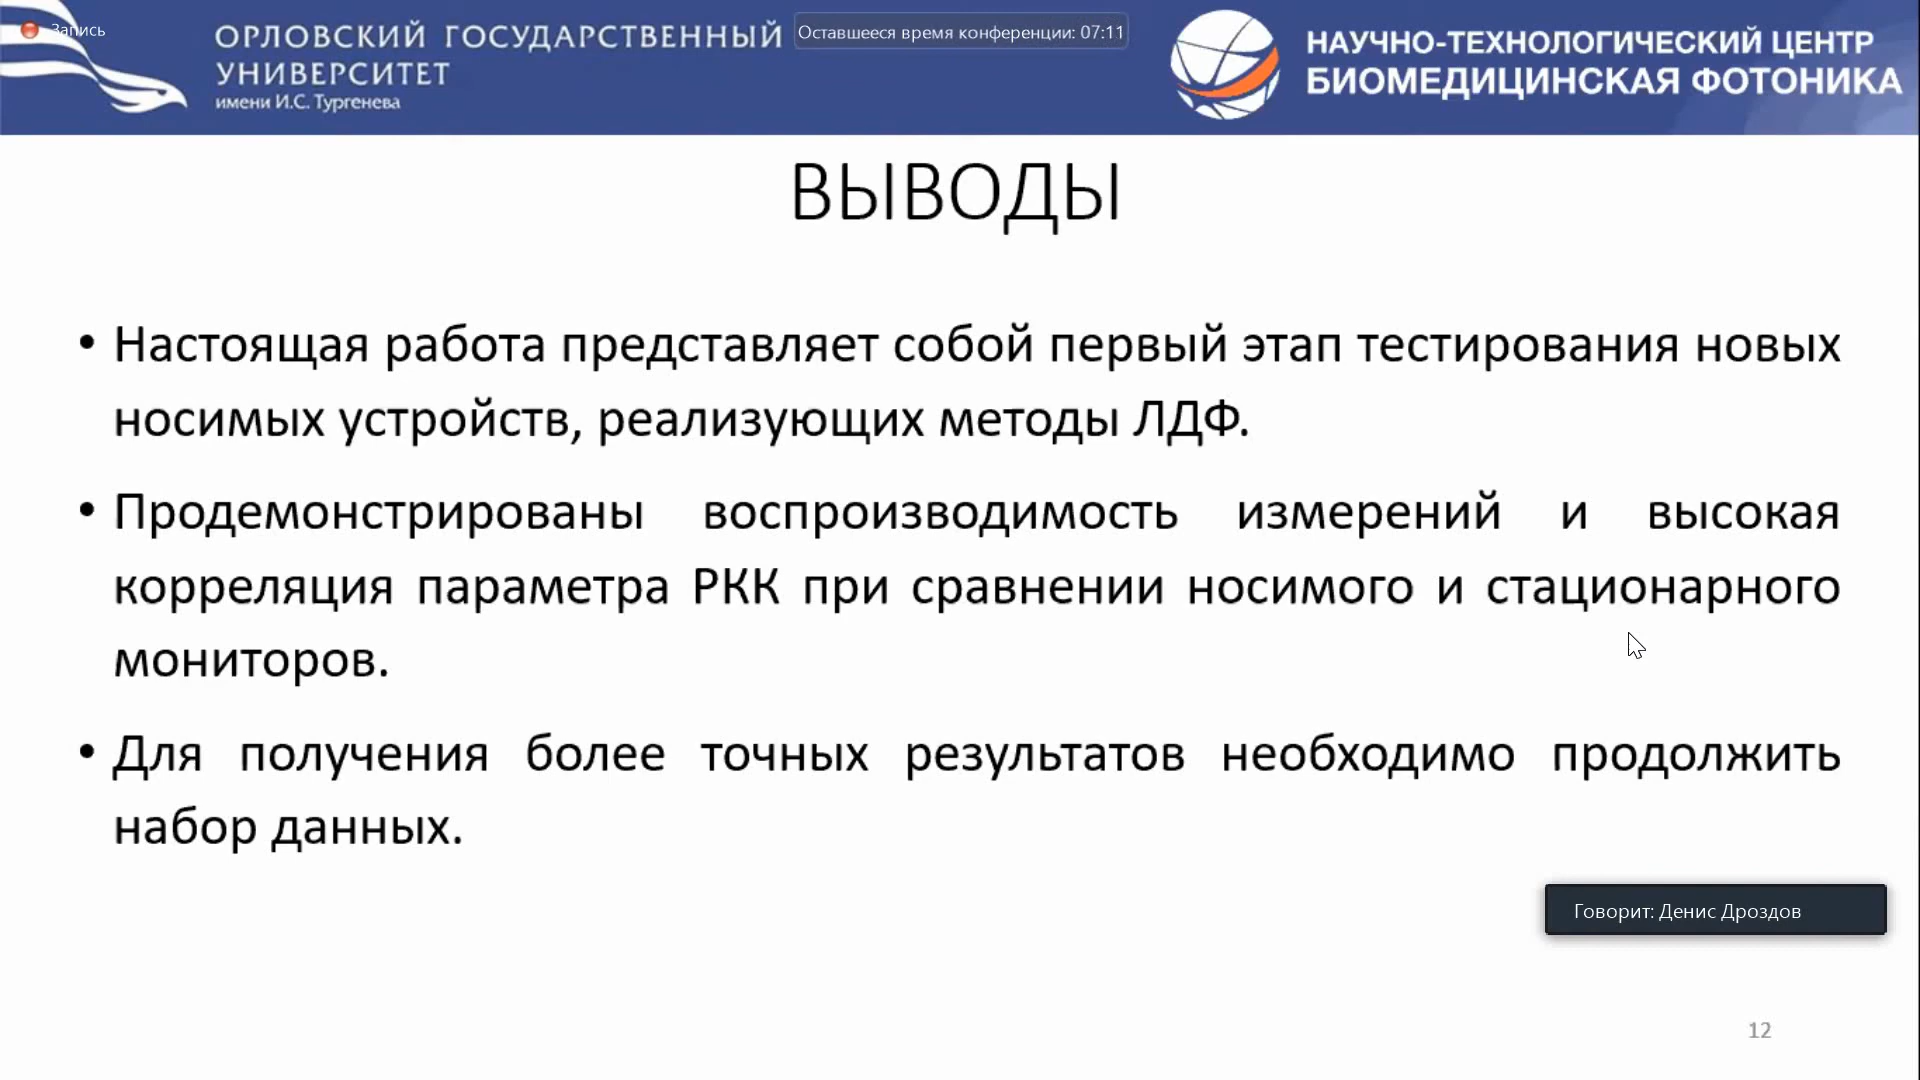 Запись
ОРЛОВСКИЙ ГОСУДАРСТВЕННЫЙ
УНИВЕРСИТЕТ
имени И.С. Тургенева
Оставшееся время конференции: 07:11
НАУЧНО-ТЕХНОЛОГИЧЕСКИЙ ЦЕНТР
БИОМЕДИЦИНСКАЯ ФОТОНИКА
ВЫВОДЫ
• Настоящая работа представляет собой первый этап тестирования новых
носимых устройств, реализующих методы ЛДФ.
• Продемонстрированы воспроизводимость измерений и высокая
корреляция параметра РКК при сравнении носимого и стационарного
мониторов.
• Для получения более точных результатов необходимо продолжить
набор данных.
Говорит: Денис Дроздов
12